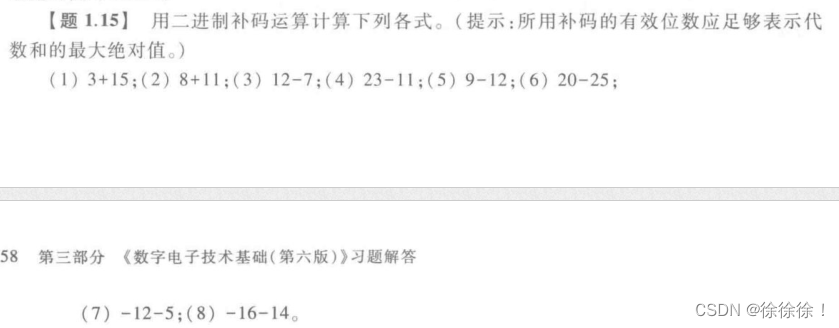 【题 1.15】 用二进制补码运算计算下列各式。(提示:所用补码的有效位数应足够表示代
数和的最大绝对值。)
(1) 3+15;(2) 8+11;(3) 12-7;(4) 23-11;(5) 9-12;(6) 20-25;
58 第三部分 《数字电子技术基础(第六版)》习题解答
(7) -12-5;(8) -16-14。
CSDN @徐徐徐！